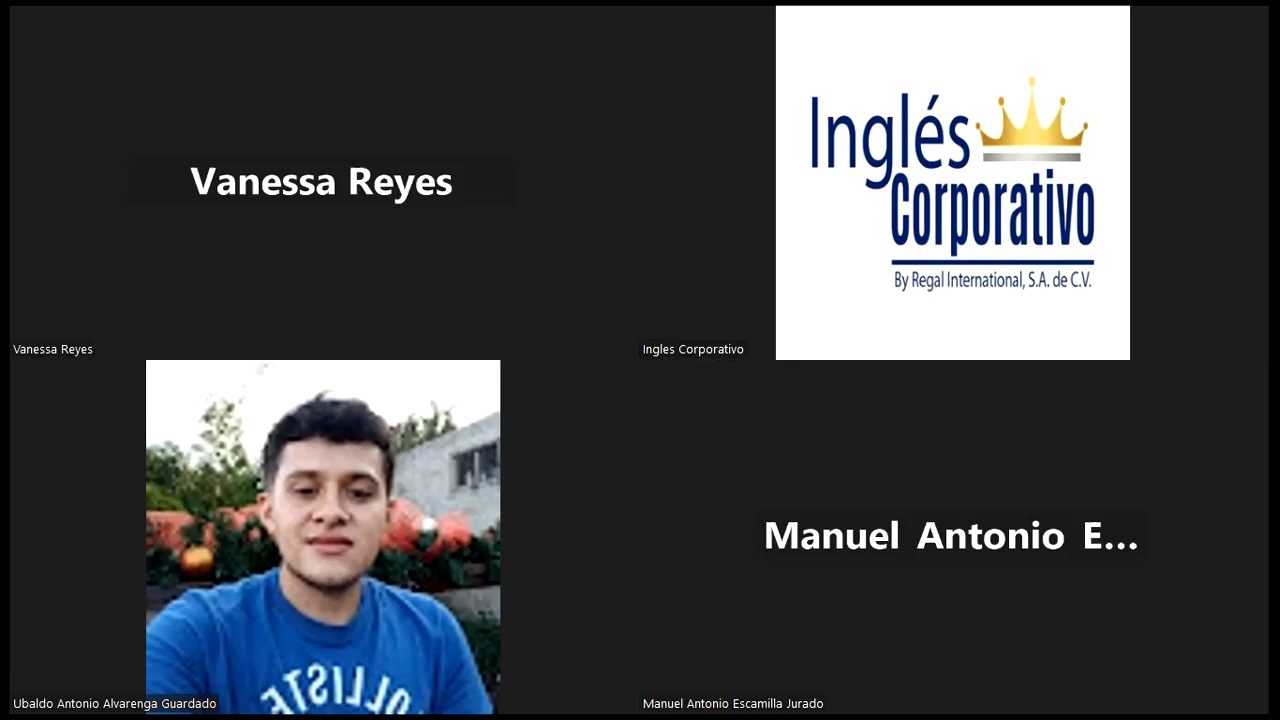 Vanessa Reyes
Vanessa Reyes
Inglés
Corporativo
By Regal International, S.A. de C.V.
Ingles Corporativo
HOLLISTE
Ubaldo Antonio Alvarenga Guardado
Manuel Antonio E...
Manuel Antonio Escamilla Jurado